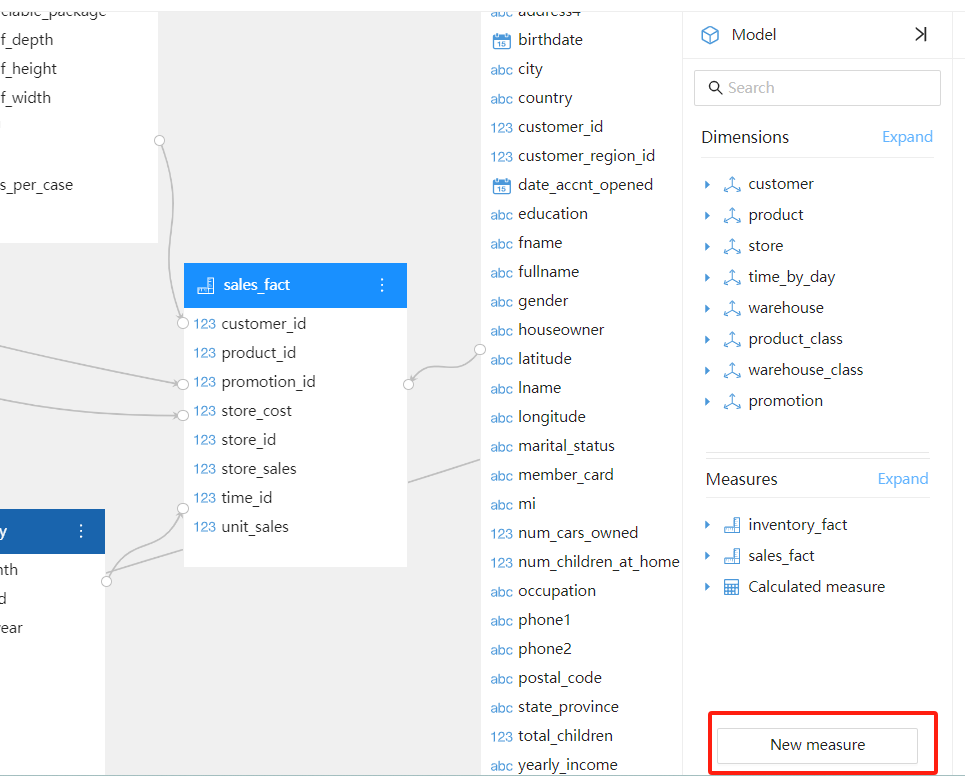 f_depth
f_height
f_width
s_per_case
sales_fact
123 customer_id
123 product_id
123 promotion_id
123 store_cost
123 store_id
123 store_sales
123 time_id
123 unit_sales
y
nth
d
ear
abc address4
15 birthdate
abc city
abc country
123 customer_id
123 customer_region_id
15 date_accnt_opened
abc education
abc fname
abc fullname
abc gender
abc houseowner
abc latitude
abc lname
abc longitude
abc marital_status
abc member_card
abc mi
123 num_cars_owned
123 num_children_at_home
abc occupation
abc phone1
abc phone2
abc postal_code
abc state_province
123 total_children
abc yearly_income
Model
Search
Dimensions Expand
customer
product
store
time_by_day
warehouse
product_class
warehouse_class
promotion
Measures Expand
inventory_fact
sales_fact
Calculated measure
New measure